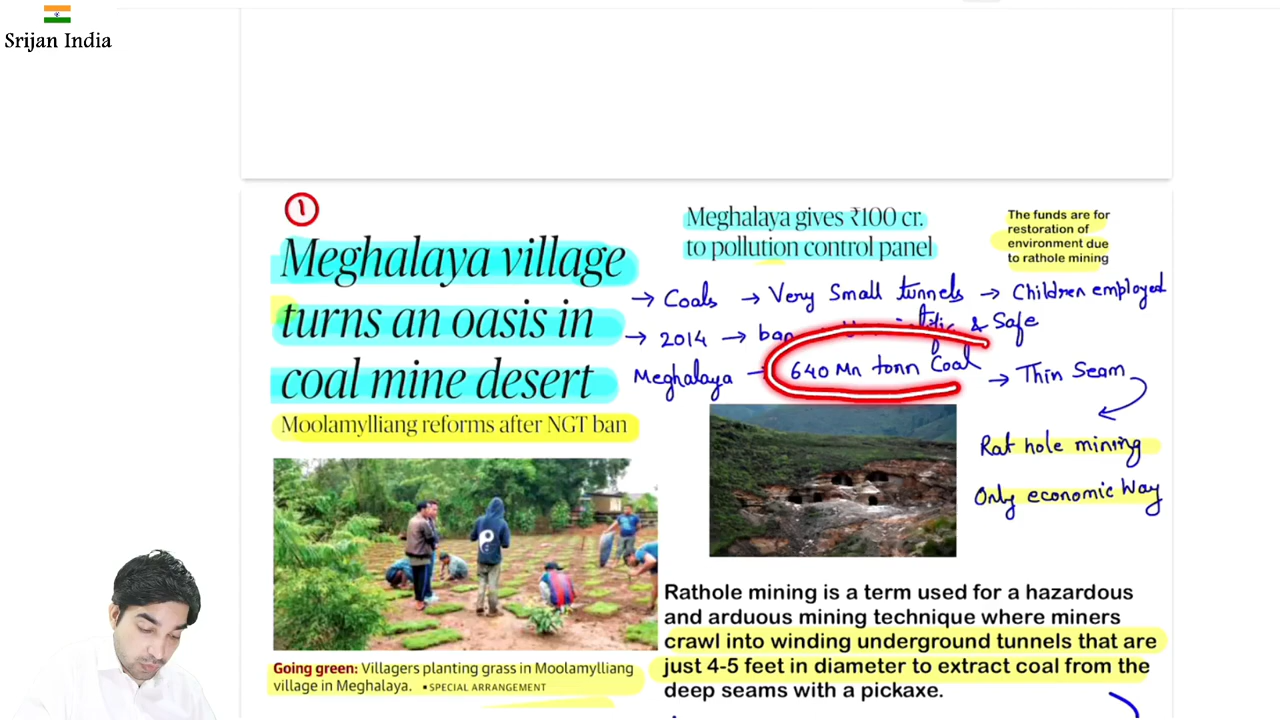 Srijan India
1
Meghalaya village
turns an oasis in
coal mine desert
Moolamylliang reforms after NGT ban
Going green: Villagers planting grass in Moolamylliang
village in Meghalaya. • SPECIAL ARRANGEMENT
Meghalaya gives ₹100 cr.
to pollution control panel
The funds are for
restoration of
environment due
to rathole mining
→ Coals → Very Small tunnels → Children employed
→ 2014 → ban & Safe
Meghalaya → 640 Mn tonn Coal → Thin Seam
Rat hole mining
Only economic Way
Rathole mining is a term used for a hazardous
and arduous mining technique where miners
crawl into winding underground tunnels that are
just 4-5 feet in diameter to extract coal from the
deep seams with a pickaxe.